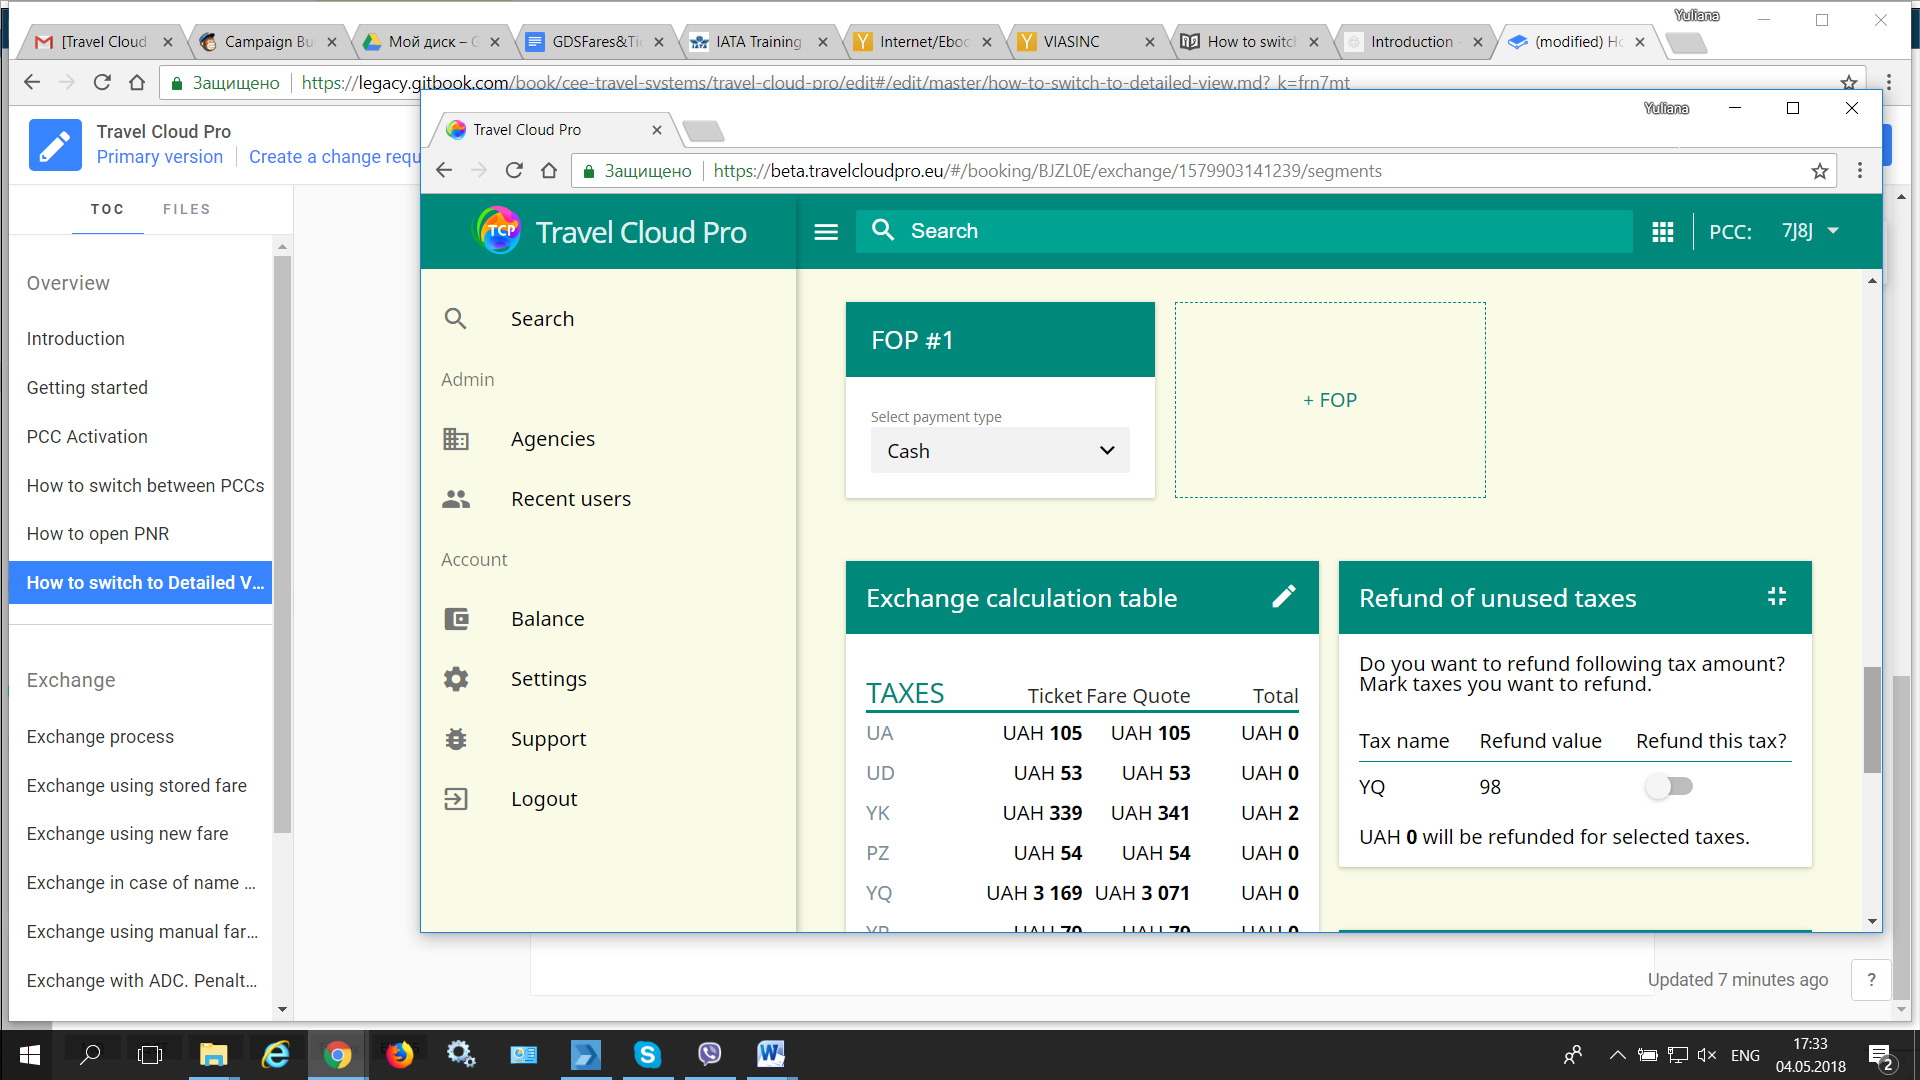 Yuliana
[Travel Cloud
Campaign Bu
Мой диск – G
GDSFares&Tic
IATA Training
Internet/Eboo
VIASINC
How to switch
Introduction
(modified) Ho
Защищено
https://legacy.gitbook.com/book/cee-travel-systems/travel-cloud-pro/edit#/edit/master/how-to-switch-to-detailed-view.md?_k=frn7mt
Travel Cloud Pro
Primary version
Create a change requ
TOC
FILES
Overview
Introduction
Getting started
PCC Activation
How to switch between PCCs
How to open PNR
How to switch to Detailed V...
Exchange
Exchange process
Exchange using stored fare
Exchange using new fare
Exchange in case of name ...
Exchange using manual far...
Exchange with ADC. Penalt...
Yuliana
Travel Cloud Pro
Защищено
https://beta.travelcloudpro.eu/#/booking/BJZL0E/exchange/1579903141239/segments
TCP
Travel Cloud Pro
Search
PCC:
7J8J
Search
Admin
Agencies
Recent users
Account
Balance
Settings
Support
Logout
FOP #1
Select payment type
Cash
+ FOP
Exchange calculation table
TAXES Ticket Fare Quote Total
UA UAH 105 UAH 105 UAH 0
UD UAH 53 UAH 53 UAH 0
YK UAH 339 UAH 341 UAH 2
PZ UAH 54 UAH 54 UAH 0
YQ UAH 3 169 UAH 3 071 UAH 0
YR UAH 79 UAH 79 UAH 0
Refund of unused taxes
Do you want to refund following tax amount?
Mark taxes you want to refund.
Tax name Refund value Refund this tax?
YQ 98
UAH 0 will be refunded for selected taxes.
Updated 7 minutes ago
?
ENG
17:33
04.05.2018
2